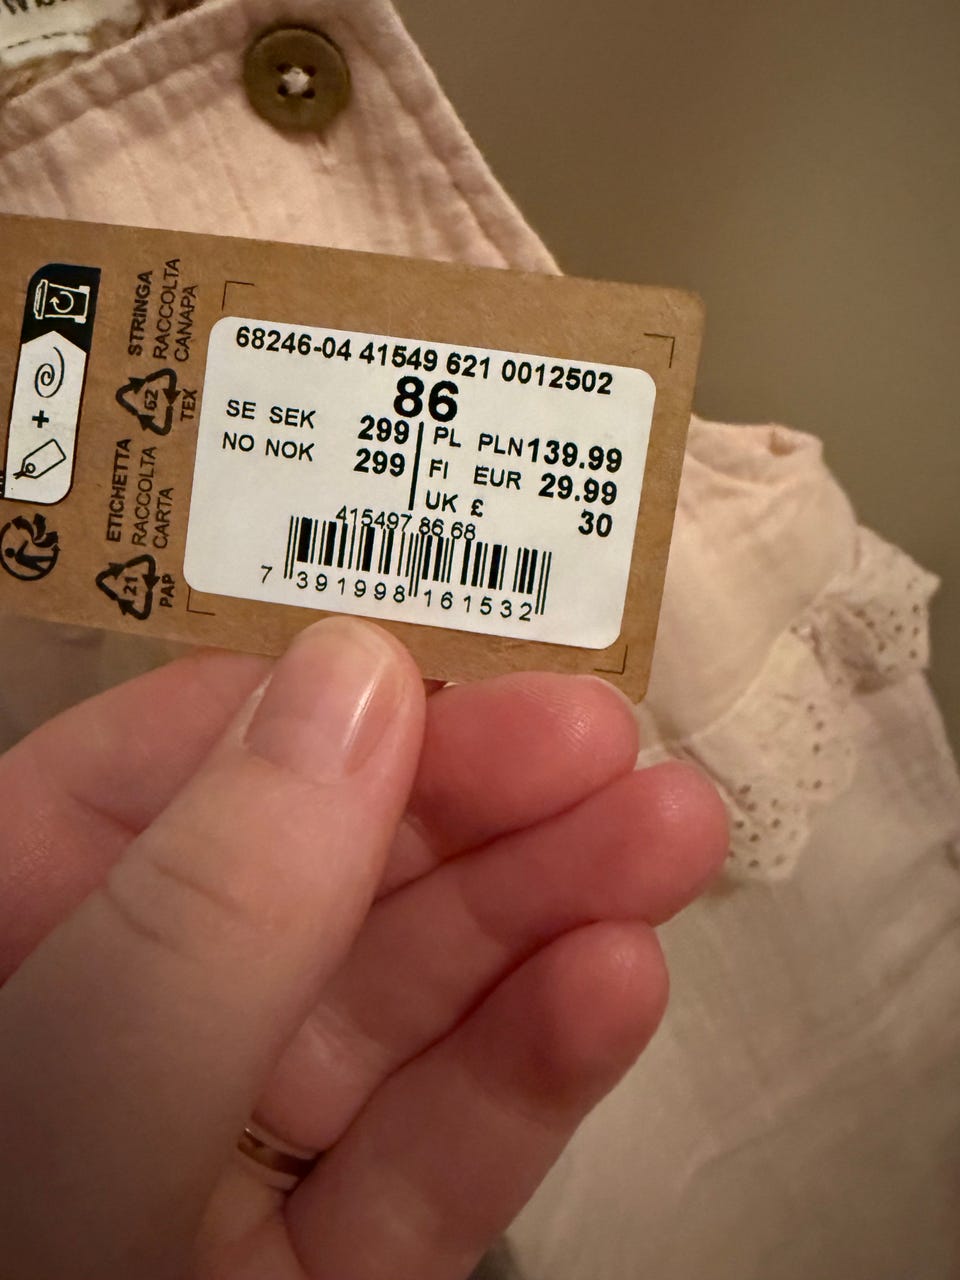 68246-04 41549 621 0012502
86
SE SEK 299
NO NOK 299
PL PLN 139.99
FI EUR 29.99
UK £ 30
415497 86 68
7 391998 161532
STRINGA
RACCOLTA
CANAPA
62
TEX
ETICHETTA
RACCOLTA
CARTA
21
PAP
+